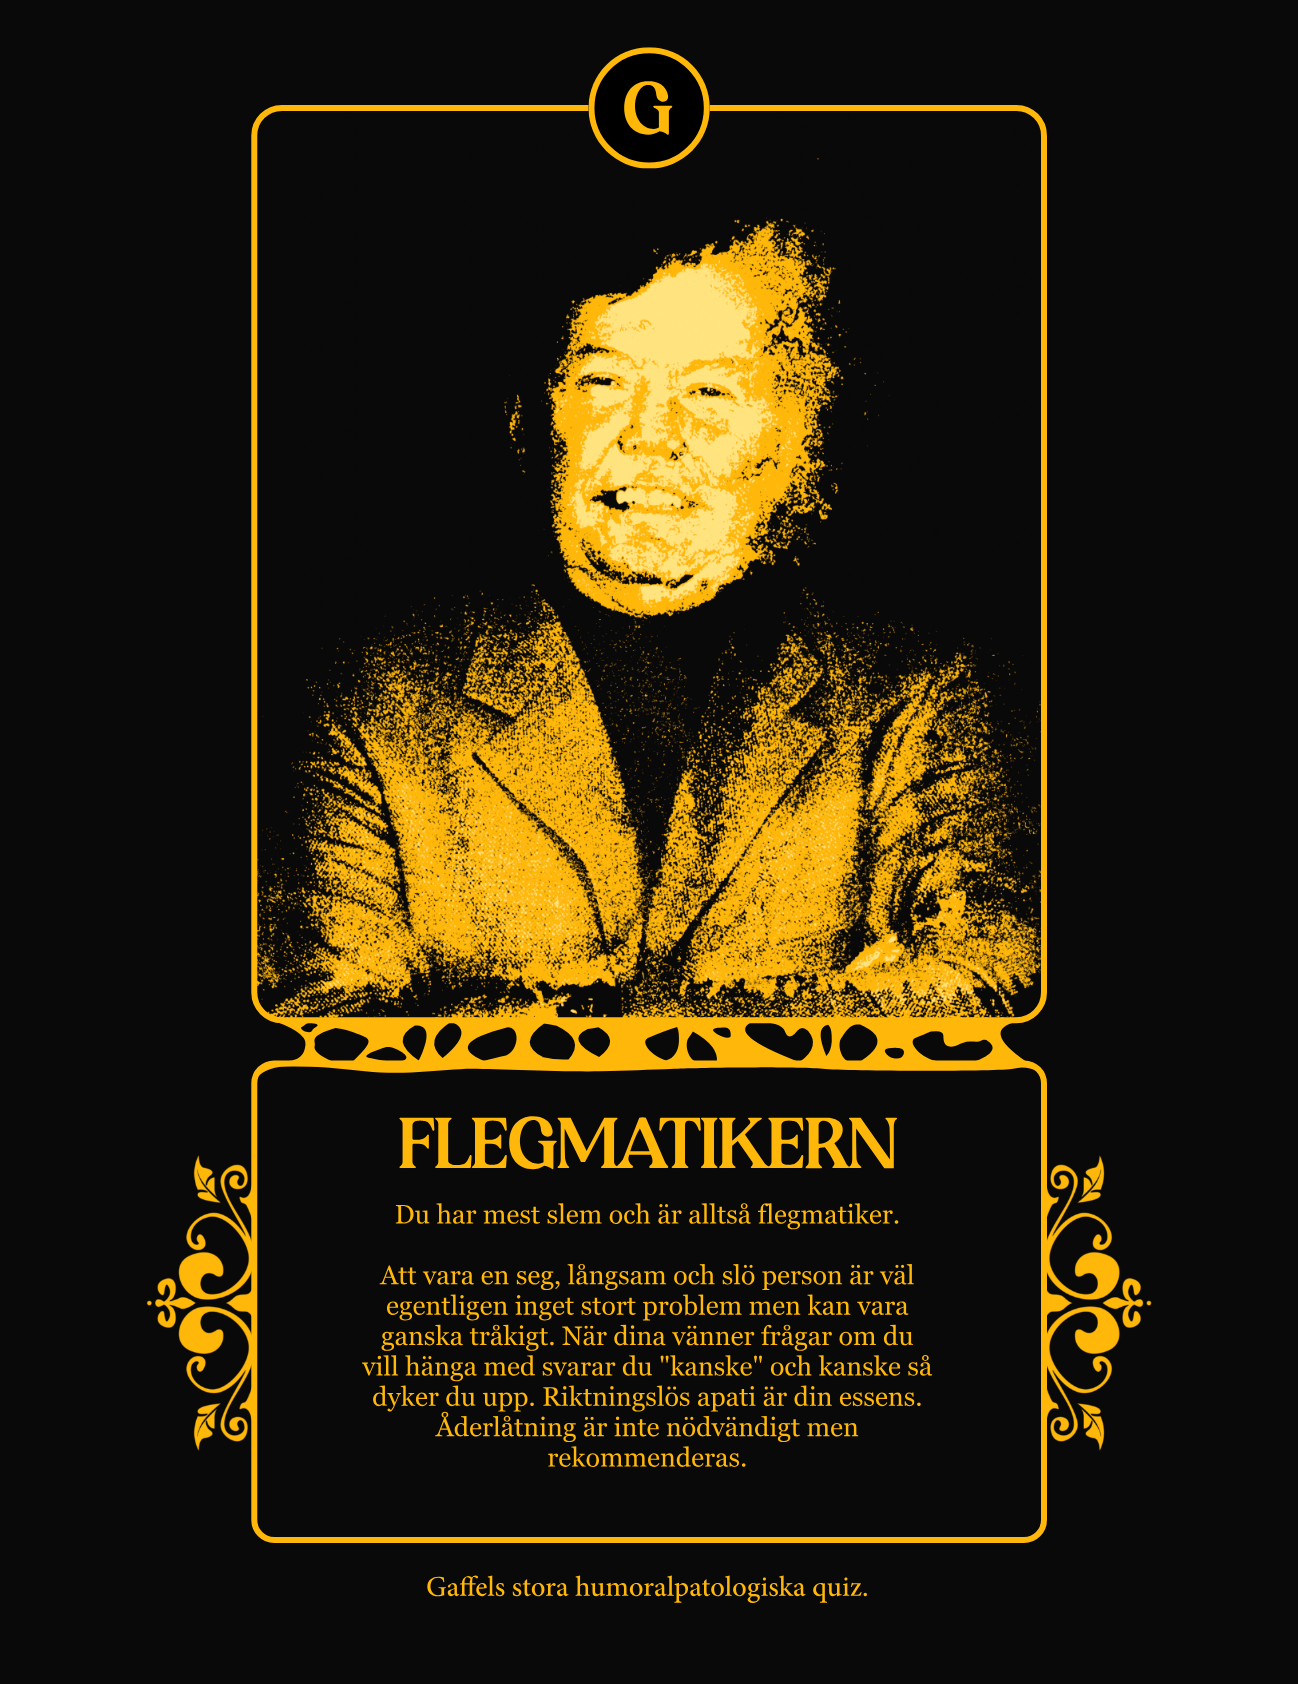 G
FLEGMATIKERN
Du har mest slem och är alltså flegmatiker.
Att vara en seg, långsam och slö person är väl
egentligen inget stort problem men kan vara
ganska tråkigt. När dina vänner frågar om du
vill hänga med svarar du "kanske" och kanske så
dyker du upp. Riktningslös apati är din essens.
Åderlåtning är inte nödvändigt men
rekommenderas.
Gaffels stora humoralpatologiska quiz.